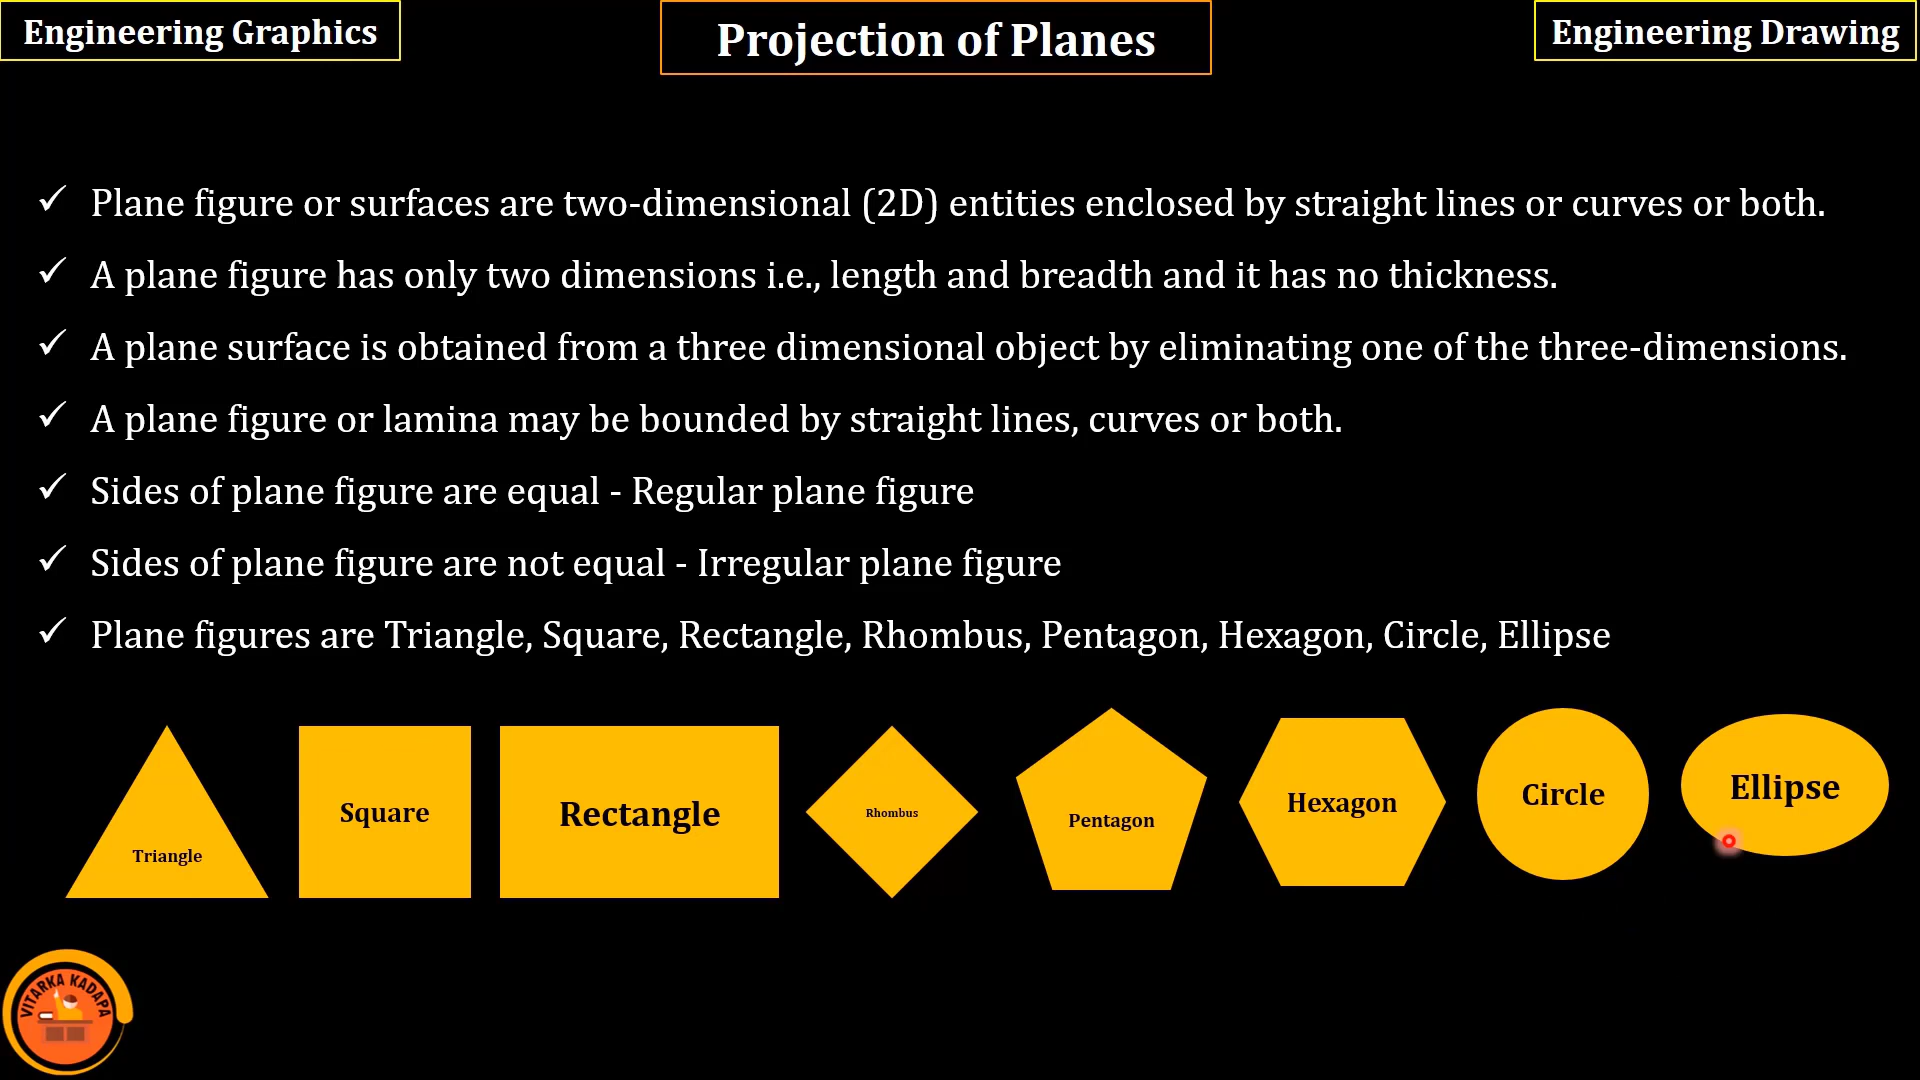 Engineering Graphics
Projection of Planes
Engineering Drawing
Plane figure or surfaces are two-dimensional (2D) entities enclosed by straight lines or curves or both.
A plane figure has only two dimensions i.e., length and breadth and it has no thickness.
A plane surface is obtained from a three dimensional object by eliminating one of the three-dimensions.
A plane figure or lamina may be bounded by straight lines, curves or both.
Sides of plane figure are equal - Regular plane figure
Sides of plane figure are not equal - Irregular plane figure
Plane figures are Triangle, Square, Rectangle, Rhombus, Pentagon, Hexagon, Circle, Ellipse
Triangle
Square
Rectangle
Rhombus
Pentagon
Hexagon
Circle
Ellipse
VITARKA KADAPA